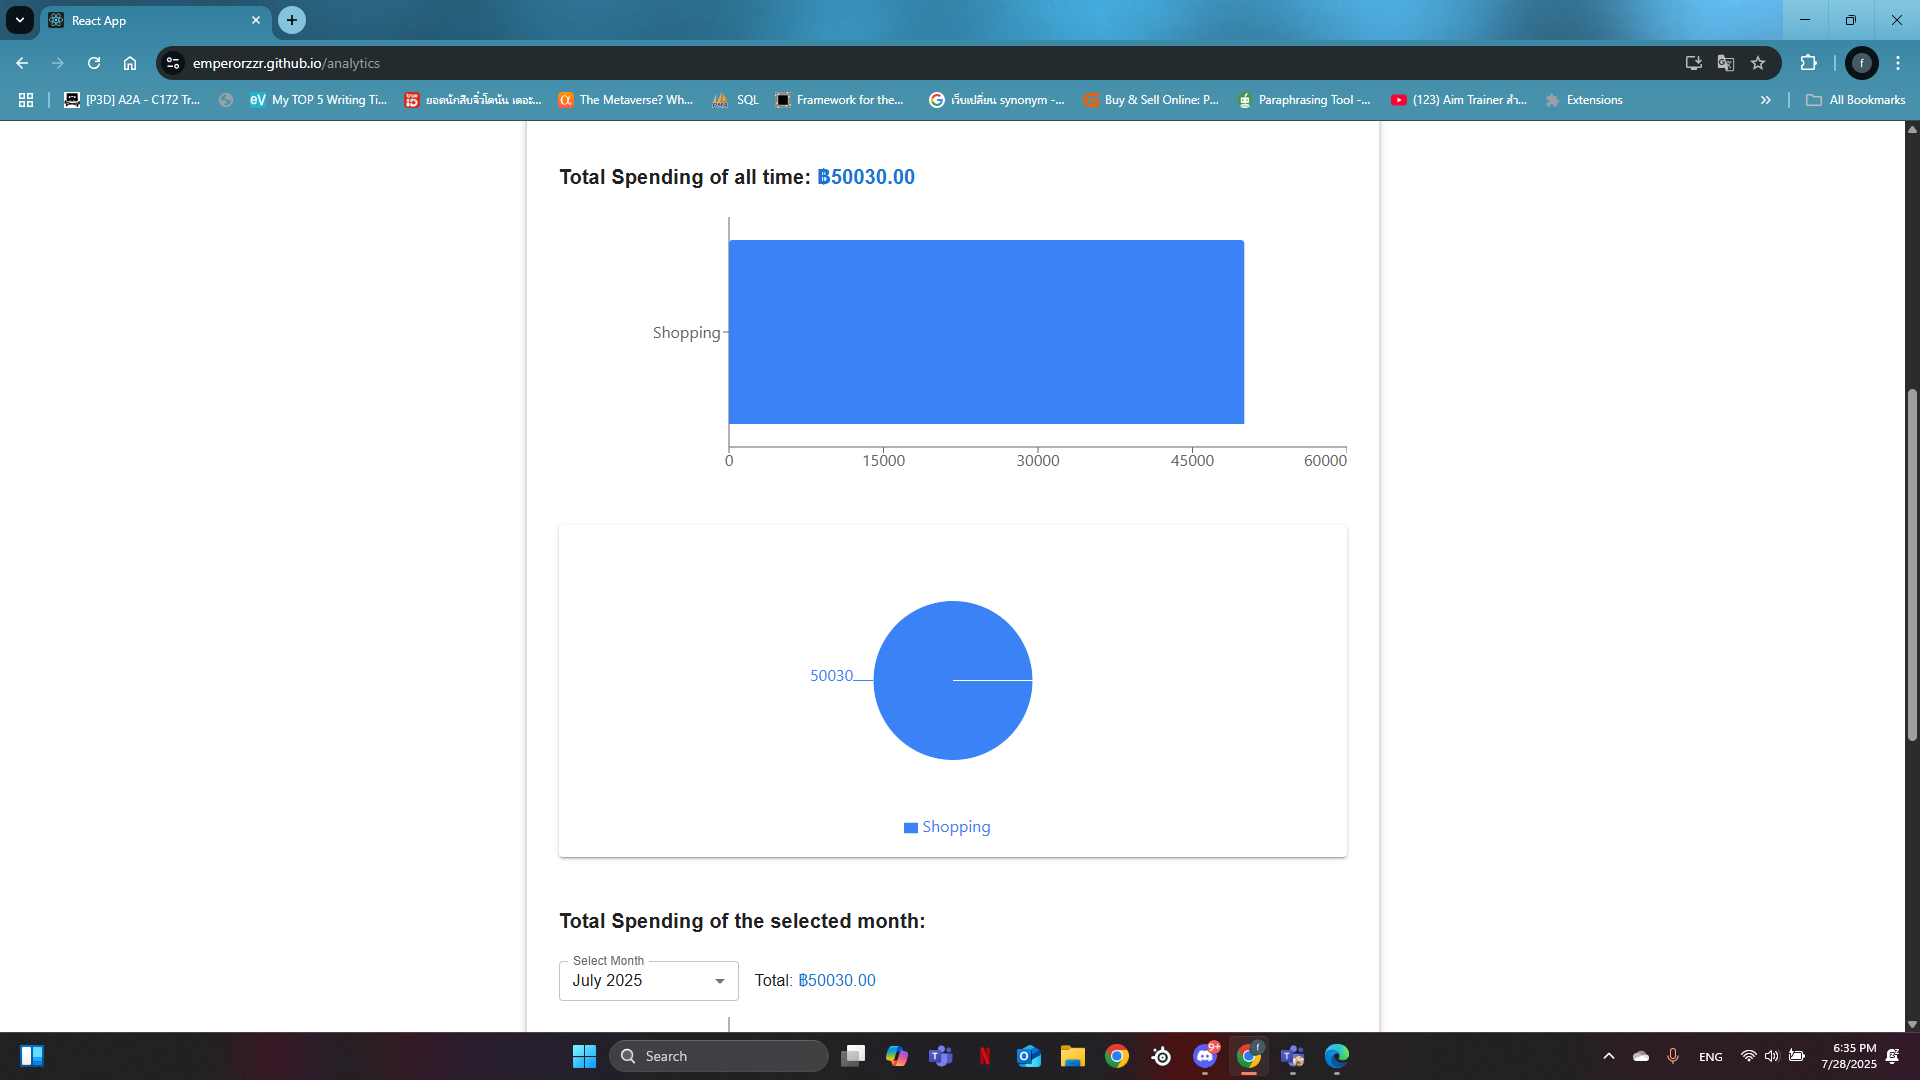 React App
emperorzzr.github.io/analytics
[P3D] A2A - C172 Tr...
My TOP 5 Writing Ti...
ยอดนักสืบจิ๋วโคนัน เดอะ...
The Metaverse? Wh...
SQL
Framework for the...
เว็บเปลี่ยน synonym -...
Buy & Sell Online: P...
Paraphrasing Tool -...
(123) Aim Trainer สำ...
Extensions
All Bookmarks
Total Spending of all time: ฿50030.00
Shopping
0 15000 30000 45000 60000
50030
Shopping
Total Spending of the selected month:
Select Month
July 2025
Total: ฿50030.00
Search
9+
ENG
6:35 PM
7/28/2025